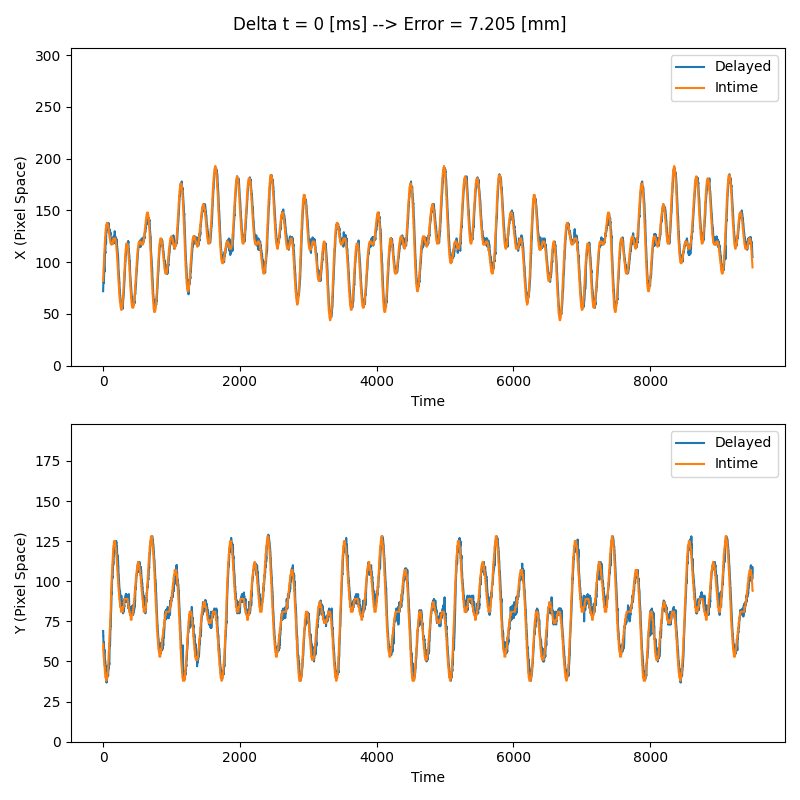 Delta t = 0 [ms] --> Error = 7.205 [mm]
300
250
200
150
100
50
0
X (Pixel Space)
Delayed
Intime
0
2000
4000
6000
8000
Time
175
150
125
100
75
50
25
0
Y (Pixel Space)
Delayed
Intime
0
2000
4000
6000
8000
Time